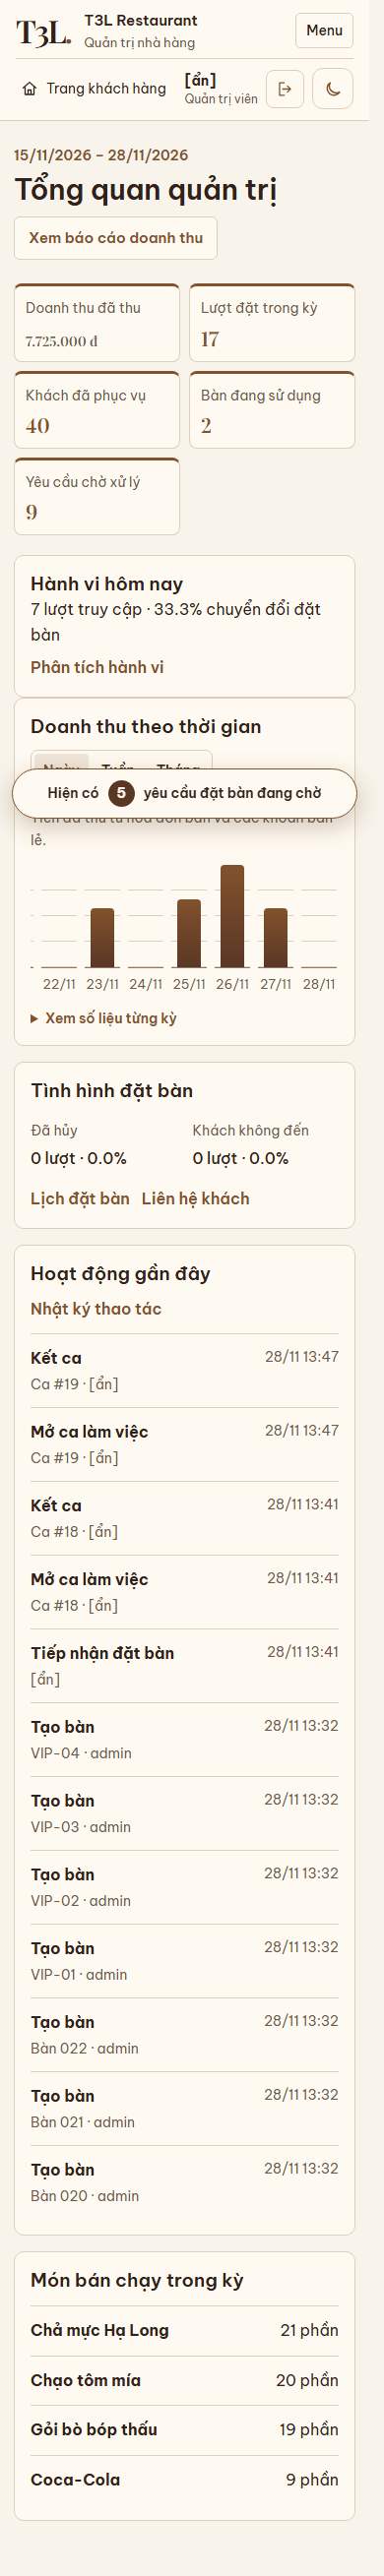 T3L.
T3L Restaurant
Quản trị nhà hàng
Menu
Trang khách hàng
[ẩn]
Quản trị viên
15/11/2026 – 28/11/2026
Tổng quan quản trị
Xem báo cáo doanh thu
Doanh thu đã thu
7.725.000 đ
Lượt đặt trong kỳ
17
Khách đã phục vụ
40
Bàn đang sử dụng
2
Yêu cầu chờ xử lý
9
Hành vi hôm nay
7 lượt truy cập · 33.3% chuyển đổi đặt
bàn
Phân tích hành vi
Doanh thu theo thời gian
Hiện có 5 yêu cầu đặt bàn đang chờ
lẻ.
22/11 23/11 24/11 25/11 26/11 27/11 28/11
Xem số liệu từng kỳ
Tình hình đặt bàn
Đã hủy
0 lượt · 0.0%
Khách không đến
0 lượt · 0.0%
Lịch đặt bàn Liên hệ khách
Hoạt động gần đây
Nhật ký thao tác
Kết ca 28/11 13:47
Ca #19 · [ẩn]
Mở ca làm việc 28/11 13:47
Ca #19 · [ẩn]
Kết ca 28/11 13:41
Ca #18 · [ẩn]
Mở ca làm việc 28/11 13:41
Ca #18 · [ẩn]
Tiếp nhận đặt bàn 28/11 13:41
[ẩn]
Tạo bàn 28/11 13:32
VIP-04 · admin
Tạo bàn 28/11 13:32
VIP-03 · admin
Tạo bàn 28/11 13:32
VIP-02 · admin
Tạo bàn 28/11 13:32
VIP-01 · admin
Tạo bàn 28/11 13:32
Bàn 022 · admin
Tạo bàn 28/11 13:32
Bàn 021 · admin
Tạo bàn 28/11 13:32
Bàn 020 · admin
Món bán chạy trong kỳ
Chả mực Hạ Long 21 phần
Chạo tôm mía 20 phần
Gỏi bò bóp thấu 19 phần
Coca-Cola 9 phần